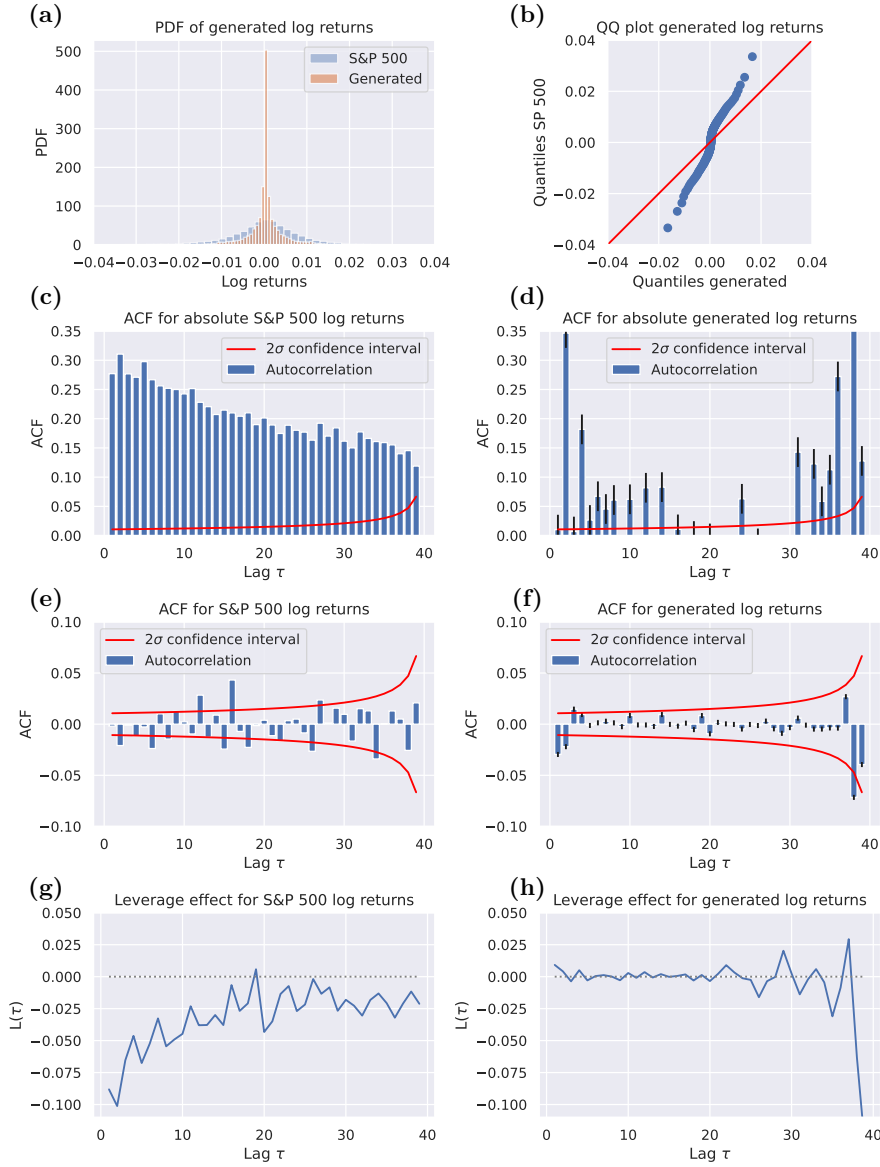 (a)
PDF of generated log returns
500
400
300
200
100
0
PDF
S&P 500
Generated
−0.04−0.03−0.02−0.01 0.00 0.01 0.02 0.03 0.04
Log returns
(b)
QQ plot generated log returns
0.04
0.02
0.00
−0.02
−0.04
Quantiles SP 500
−0.04 −0.02 0.00 0.02 0.04
Quantiles generated
(c)
ACF for absolute S&P 500 log returns
0.35
0.30
0.25
0.20
0.15
0.10
0.05
0.00
ACF
2σ confidence interval
Autocorrelation
0 10 20 30 40
Lag τ
(d)
ACF for absolute generated log returns
0.35
0.30
0.25
0.20
0.15
0.10
0.05
0.00
ACF
2σ confidence interval
Autocorrelation
0 10 20 30 40
Lag τ
(e)
ACF for S&P 500 log returns
0.10
0.05
0.00
−0.05
−0.10
ACF
2σ confidence interval
Autocorrelation
0 10 20 30 40
Lag τ
(f)
ACF for generated log returns
0.10
0.05
0.00
−0.05
−0.10
ACF
2σ confidence interval
Autocorrelation
0 10 20 30 40
Lag τ
(g)
Leverage effect for S&P 500 log returns
0.050
0.025
0.000
−0.025
−0.050
−0.075
−0.100
L(τ)
0 10 20 30 40
Lag τ
(h)
Leverage effect for generated log returns
0.050
0.025
0.000
−0.025
−0.050
−0.075
−0.100
L(τ)
0 10 20 30 40
Lag τ